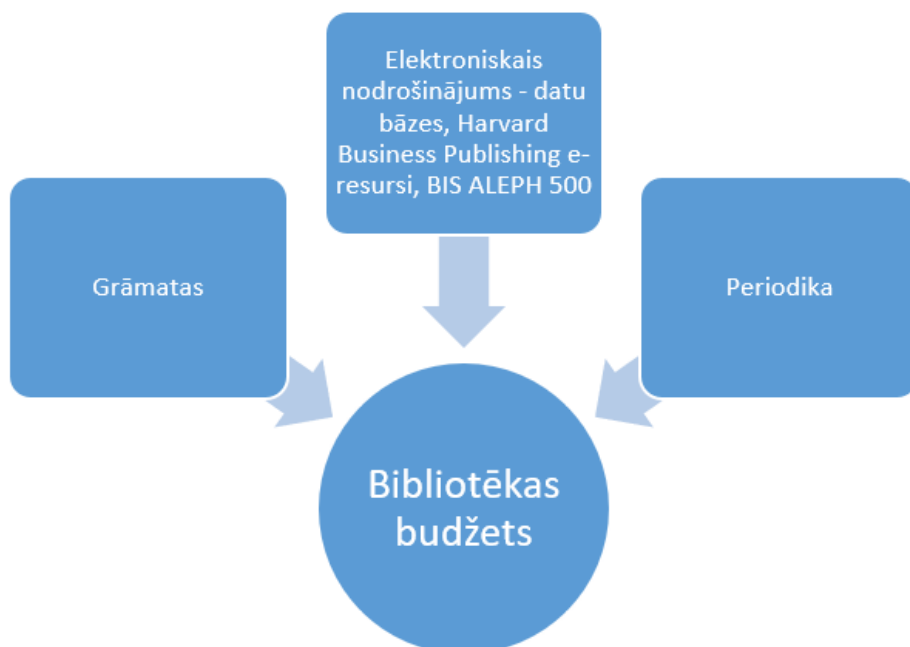 Elektroniskais
nodrošinājums - datu
bāzes, Harvard
Business Publishing e-
resursi, BIS ALEPH 500
Grāmatas
Periodika
Bibliotēkas
budžets